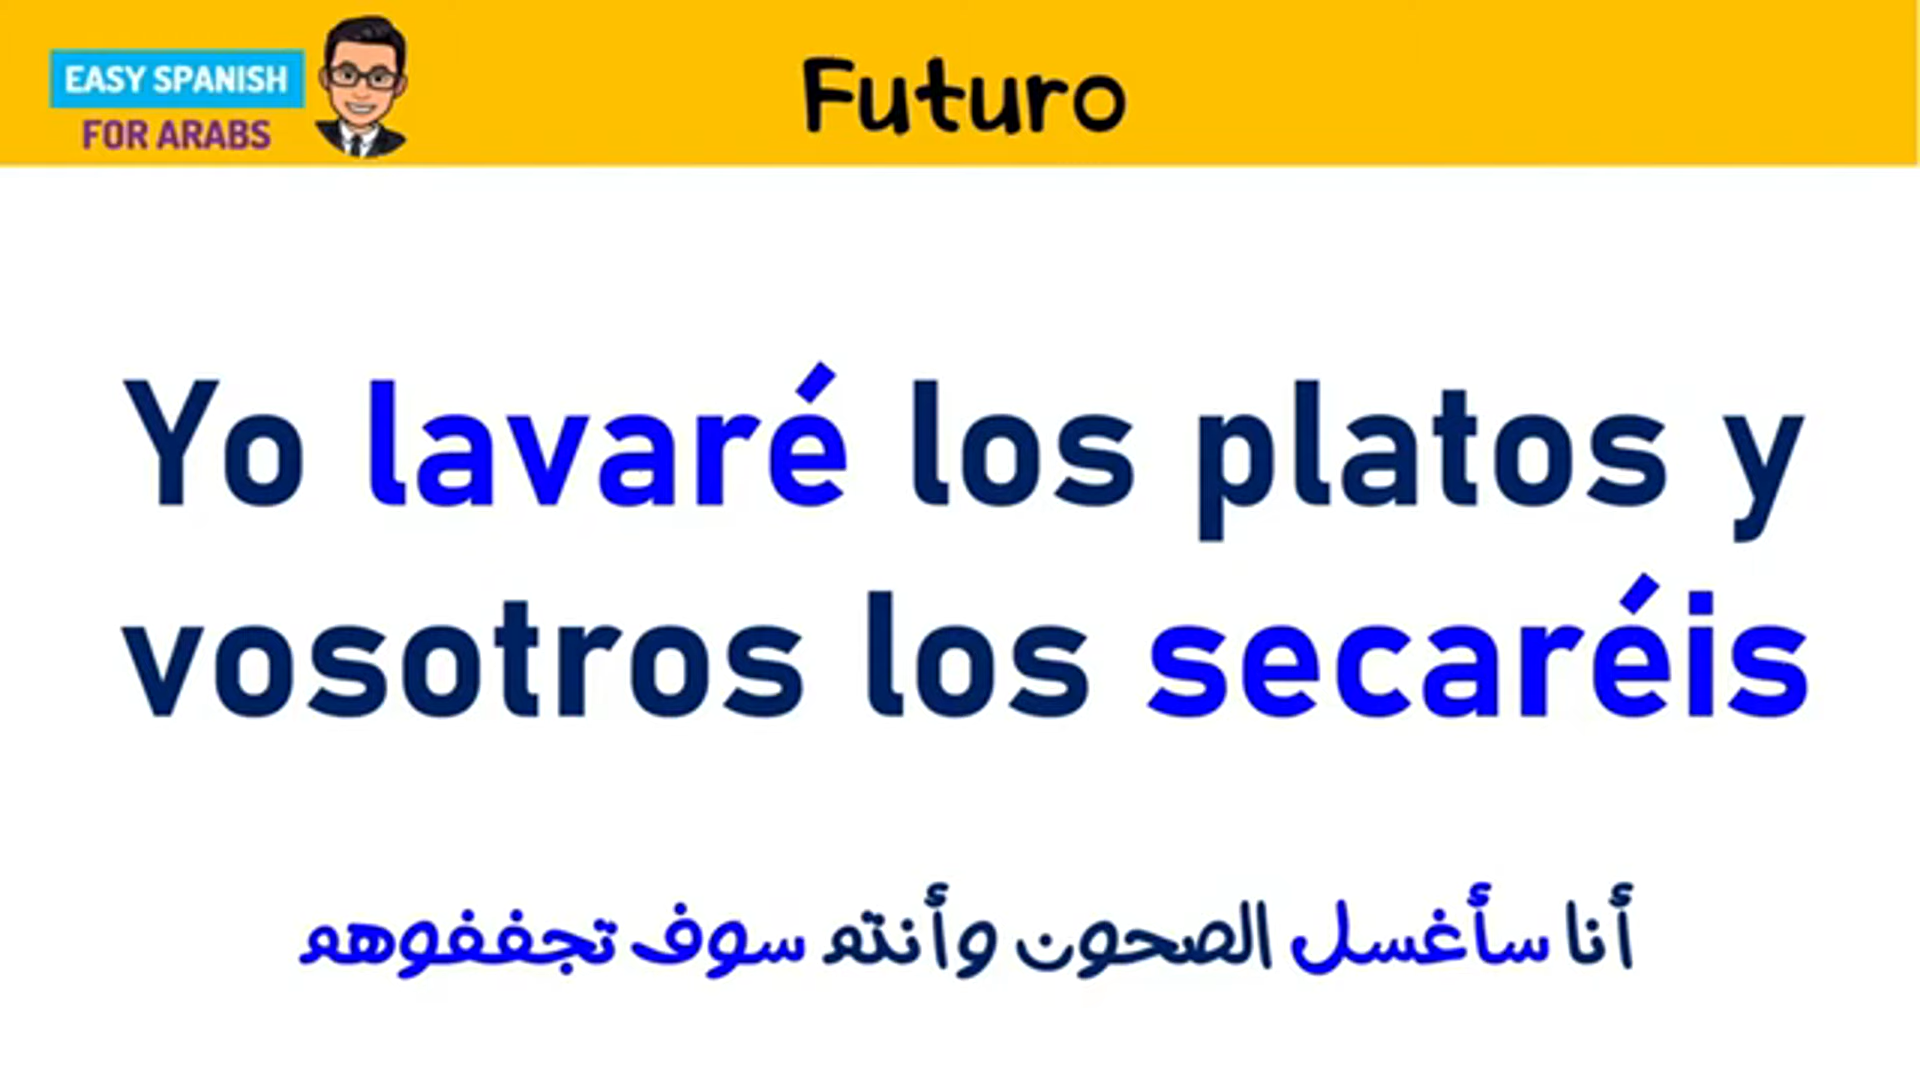 EASY SPANISH
FOR ARABS
Futuro
Yo lavaré los platos y
vosotros los secaréis
أنا سأغسل الصحون وأنتم سوف تجففوهم